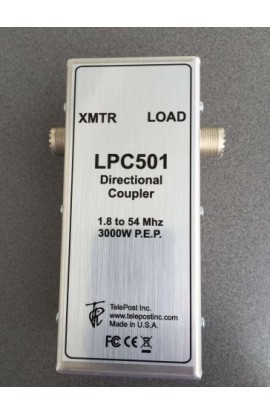 XMTR LOAD
LPC501
Directional
Coupler
1.8 to 54 Mhz
3000W P.E.P.
TelePost Inc.
www.telepostinc.com
Made in U.S.A.
FC CE